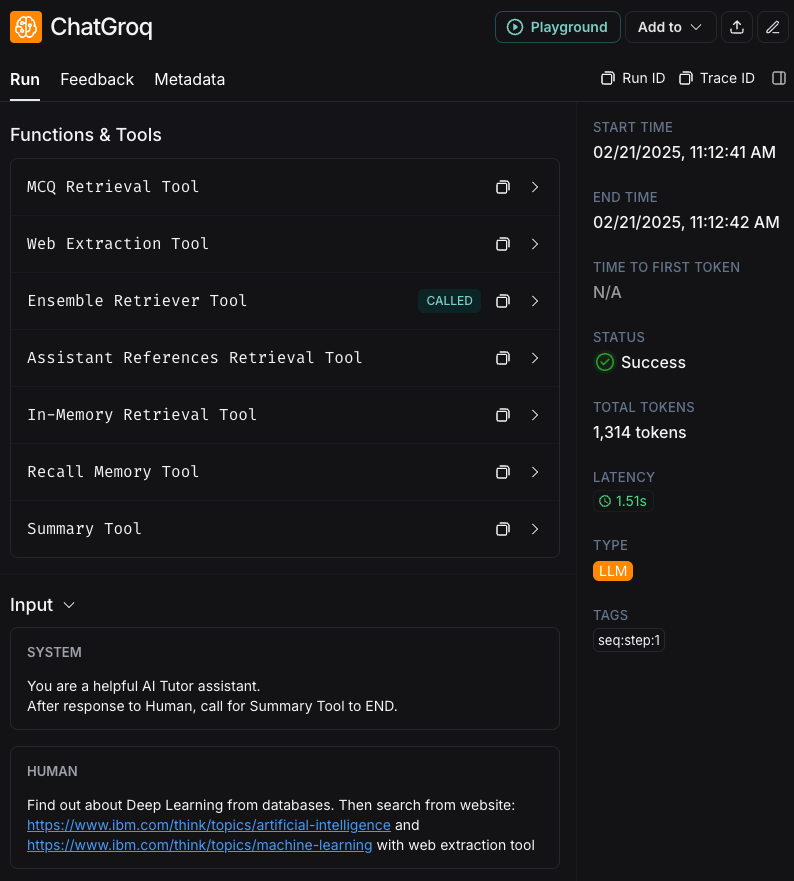 ChatGroq
Playground
Add to
Run Feedback Metadata
Run ID Trace ID
Functions & Tools
MCQ Retrieval Tool
Web Extraction Tool
Ensemble Retriever Tool CALLED
Assistant References Retrieval Tool
In-Memory Retrieval Tool
Recall Memory Tool
Summary Tool
Input
SYSTEM
You are a helpful AI Tutor assistant.
After response to Human, call for Summary Tool to END.
HUMAN
Find out about Deep Learning from databases. Then search from website:
https://www.ibm.com/think/topics/artificial-intelligence and
https://www.ibm.com/think/topics/machine-learning with web extraction tool
START TIME
02/21/2025, 11:12:41 AM
END TIME
02/21/2025, 11:12:42 AM
TIME TO FIRST TOKEN
N/A
STATUS
Success
TOTAL TOKENS
1,314 tokens
LATENCY
1.51s
TYPE
LLM
TAGS
seq:step:1